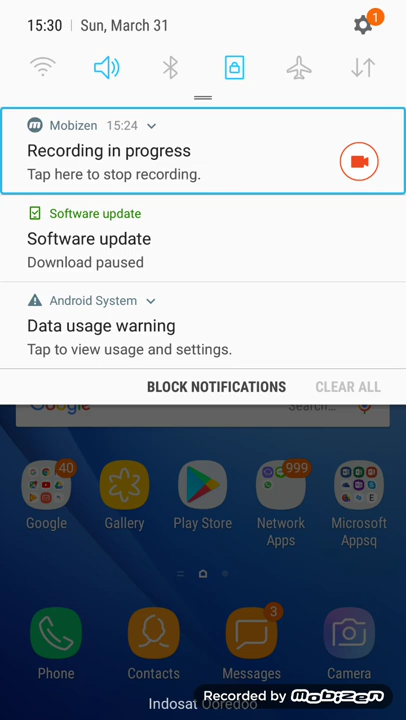 15:30 | Sun, March 31
1
Mobizen 15:24
Recording in progress
Tap here to stop recording.
Software update
Software update
Download paused
Android System
Data usage warning
Tap to view usage and settings.
BLOCK NOTIFICATIONS CLEAR ALL
Google Search...
40 999
Google Gallery Play Store Network Apps Microsoft Appsq
3
Phone Contacts Messages Camera
Indosat Ooredoo
Recorded by mobizen